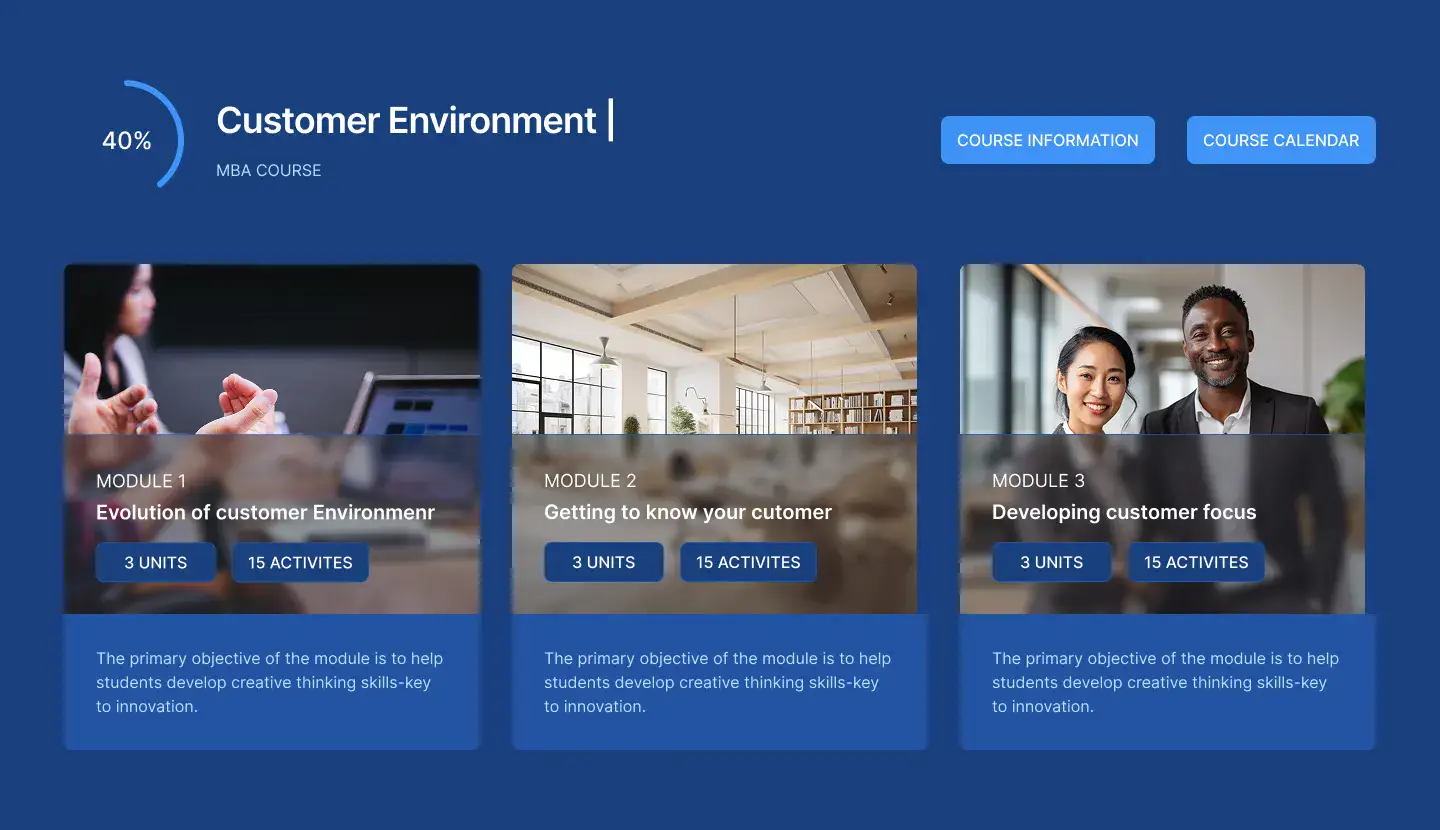 40%
Customer Environment |
MBA COURSE
COURSE INFORMATION
COURSE CALENDAR
MODULE 1
Evolution of customer Environmenr
3 UNITS
15 ACTIVITES
The primary objective of the module is to help
students develop creative thinking skills-key
to innovation.
MODULE 2
Getting to know your cutomer
3 UNITS
15 ACTIVITES
The primary objective of the module is to help
students develop creative thinking skills-key
to innovation.
MODULE 3
Developing customer focus
3 UNITS
15 ACTIVITES
The primary objective of the module is to help
students develop creative thinking skills-key
to innovation.